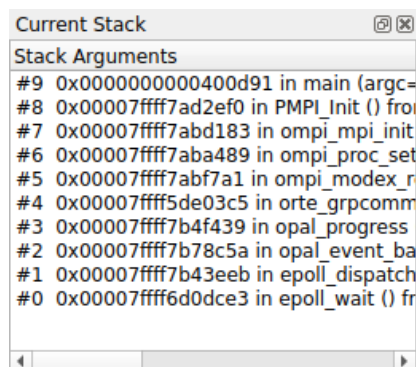 Current Stack
Stack Arguments
#9 0x0000000000400d91 in main (argc=
#8 0x00007ffff7ad2ef0 in PMPI_Init () from
#7 0x00007ffff7abd183 in ompi_mpi_init
#6 0x00007ffff7aba489 in ompi_proc_set
#5 0x00007ffff7abf7a1 in ompi_modex_r
#4 0x00007ffff5de03c5 in orte_grpcomm
#3 0x00007ffff7b4f439 in opal_progress
#2 0x00007ffff7b78c5a in opal_event_ba
#1 0x00007ffff7b43eeb in epoll_dispatch
#0 0x00007ffff6d0dce3 in epoll_wait () fr